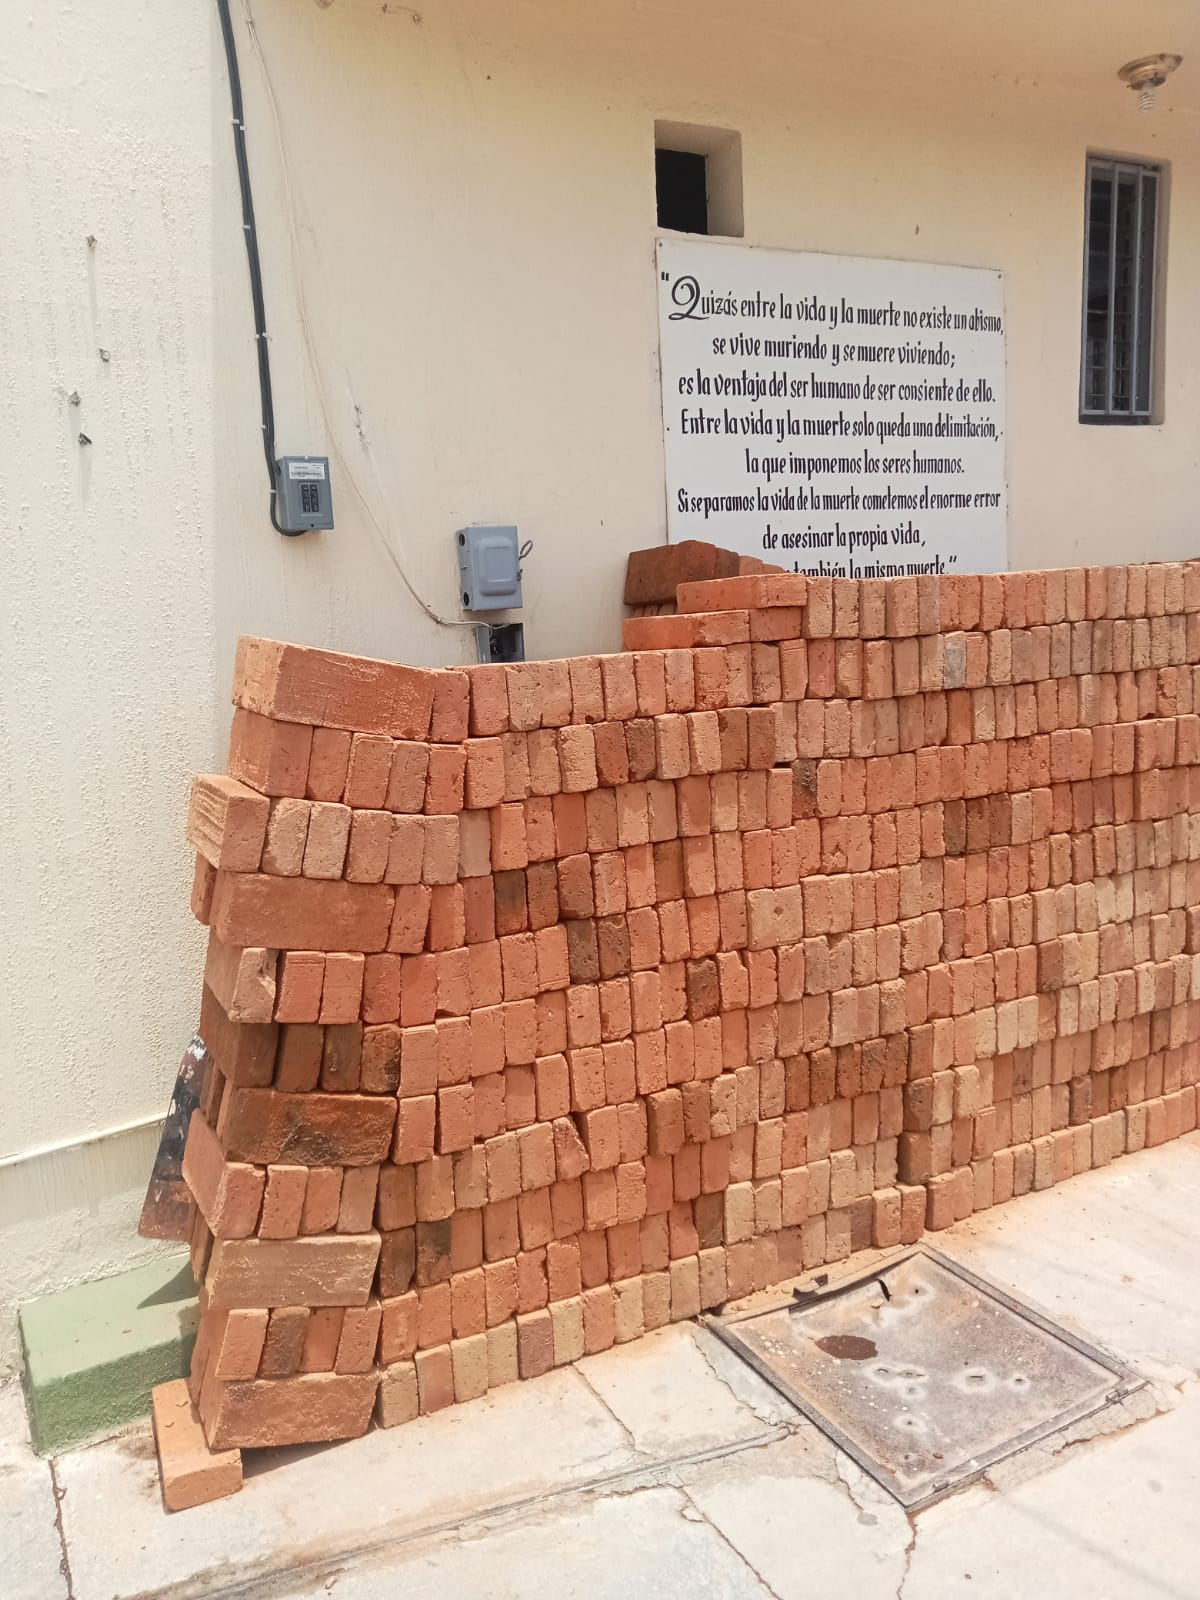 "Quizás entre la vida y la muerte no existe un abismo,
se vive muriendo y se muere viviendo;
es la ventaja del ser humano de ser consiente de ello.
Entre la vida y la muerte solo queda una delimitación,
la que imponemos los seres humanos.
Si separamos la vida de la muerte cometemos el enorme error
de asesinar la propia vida,
también la misma muerte."